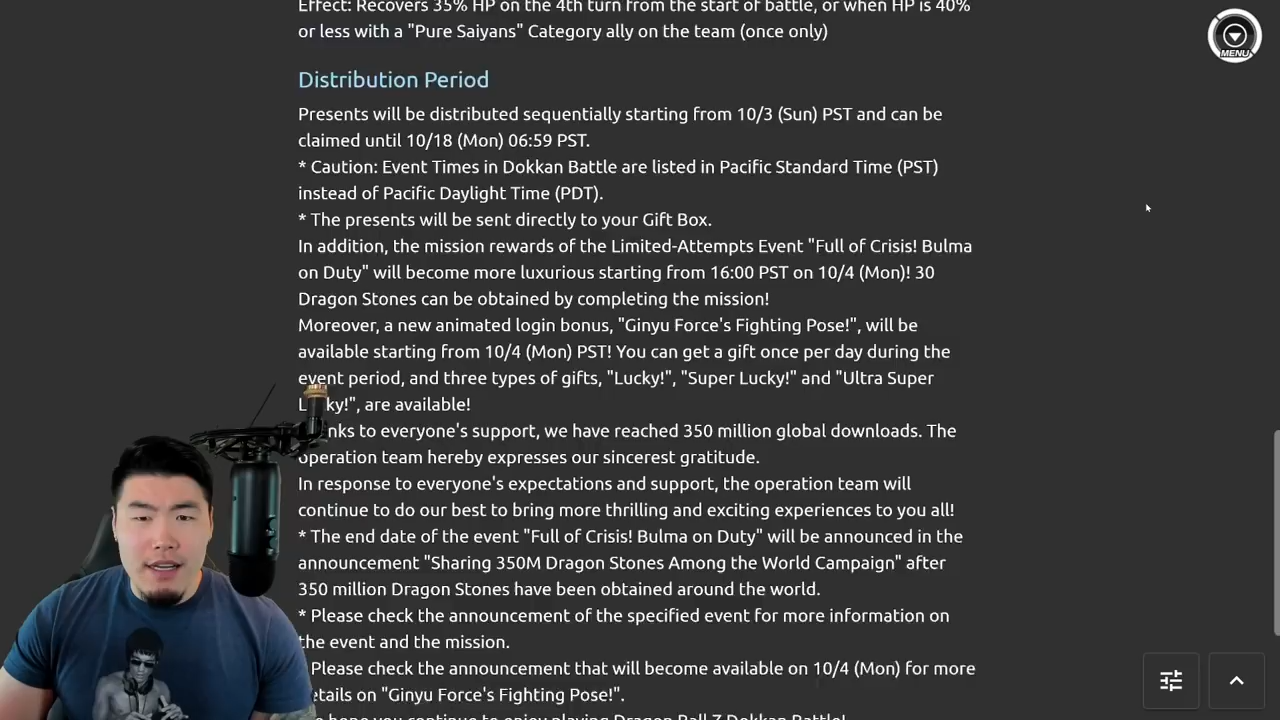 Effect: Recovers 35% HP on the 4th turn from the start of battle, or when HP is 40%
or less with a "Pure Saiyans" Category ally on the team (once only)
MENU
Distribution Period
Presents will be distributed sequentially starting from 10/3 (Sun) PST and can be
claimed until 10/18 (Mon) 06:59 PST.
* Caution: Event Times in Dokkan Battle are listed in Pacific Standard Time (PST)
instead of Pacific Daylight Time (PDT).
* The presents will be sent directly to your Gift Box.
In addition, the mission rewards of the Limited-Attempts Event "Full of Crisis! Bulma
on Duty" will become more luxurious starting from 16:00 PST on 10/4 (Mon)! 30
Dragon Stones can be obtained by completing the mission!
Moreover, a new animated login bonus, "Ginyu Force's Fighting Pose!", will be
available starting from 10/4 (Mon) PST! You can get a gift once per day during the
event period, and three types of gifts, "Lucky!", "Super Lucky!" and "Ultra Super
L ky!", are available!
nks to everyone's support, we have reached 350 million global downloads. The
operation team hereby expresses our sincerest gratitude.
In response to everyone's expectations and support, the operation team will
continue to do our best to bring more thrilling and exciting experiences to you all!
* The end date of the event "Full of Crisis! Bulma on Duty" will be announced in the
announcement "Sharing 350M Dragon Stones Among the World Campaign" after
350 million Dragon Stones have been obtained around the world.
* Please check the announcement of the specified event for more information on
the event and the mission.
Please check the announcement that will become available on 10/4 (Mon) for more
etails on "Ginyu Force's Fighting Pose!".
e hope you continue to enjoy playing Dragon Ball Z Dokkan Battle!